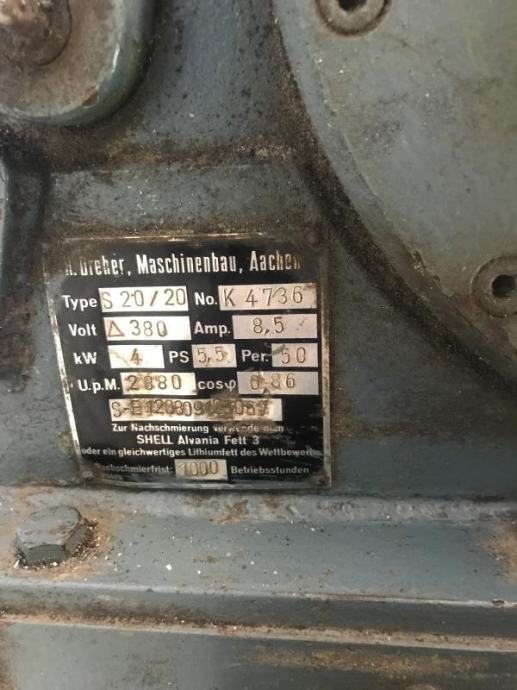 H. Dreher, Maschinenbau, Aachen
Type S 20/20 No. K 4736
Volt △ 380 Amp. 8,5
kW 4 PS 5,5 Per. 50
U.p.M. 2880 cosφ 0,86
Zur Nachschmierung verwende man
SHELL Alvania Fett 3
oder ein gleichwertiges Lithiumfett des Wettbewerbs
Nachschmierfrist: 1000 Betriebsstunden